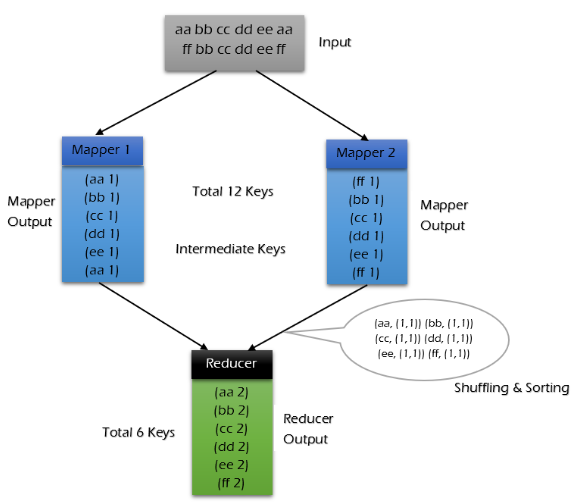 aa bb cc dd ee aa
ff bb cc dd ee ff
Input
Mapper 1
(aa 1)
(bb 1)
(cc 1)
(dd 1)
(ee 1)
(aa 1)
Mapper
Output
Total 12 Keys
Intermediate Keys
Mapper 2
(ff 1)
(bb 1)
(cc 1)
(dd 1)
(ee 1)
(ff 1)
Mapper
Output
(aa, (1,1)) (bb, (1,1))
(cc, (1,1)) (dd, (1,1))
(ee, (1,1)) (ff, (1,1))
Shuffling & Sorting
Reducer
(aa 2)
(bb 2)
(cc 2)
(dd 2)
(ee 2)
(ff 2)
Total 6 Keys
Reducer
Output